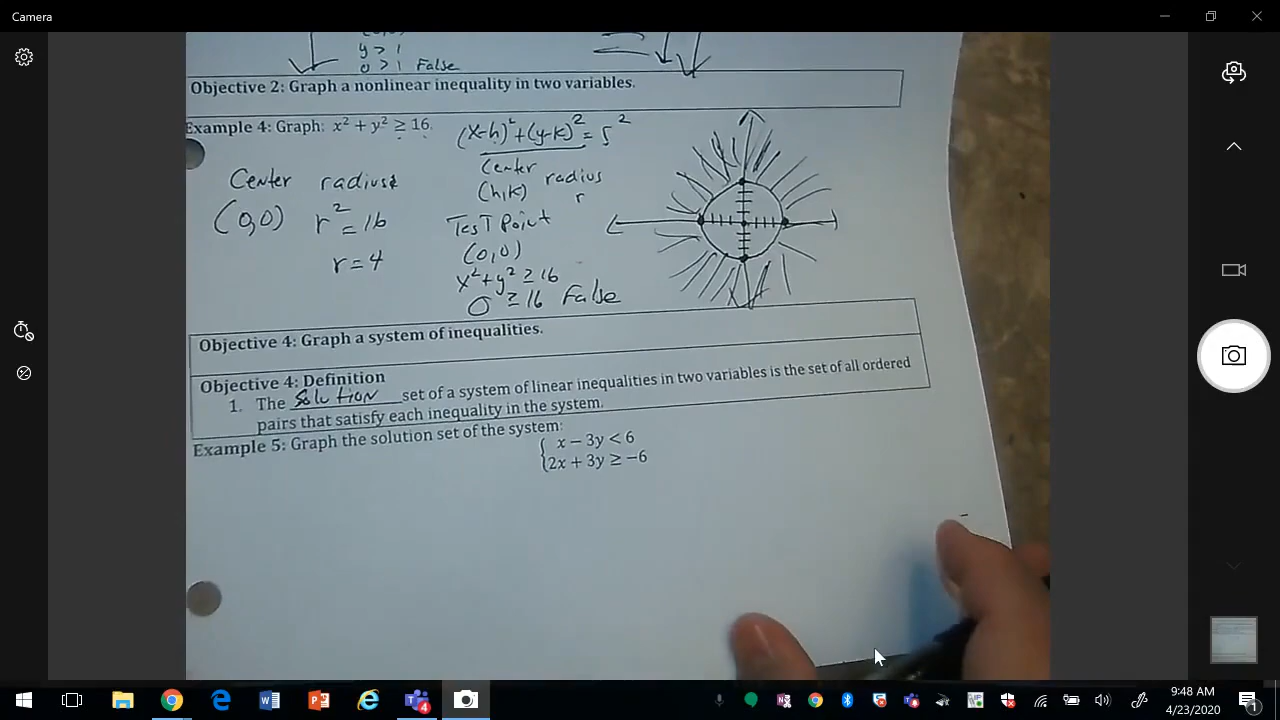 Camera
y > 1
0 > 1 False
Objective 2: Graph a nonlinear inequality in two variables.
Example 4: Graph: x² + y² ≥ 16.
(x-h)² + (y-k)² = 5²
Center radius
(h,k) r
Center radius
(0,0) r² = 16
r = 4
Test Point
(0,0)
x² + y² ≥ 16
0 ≥ 16 False
Objective 4: Graph a system of inequalities.
Objective 4: Definition
1. The Solution set of a system of linear inequalities in two variables is the set of all ordered
pairs that satisfy each inequality in the system.
Example 5: Graph the solution set of the system:
{ x − 3y < 6
2x + 3y ≥ −6
9:48 AM
4/23/2020